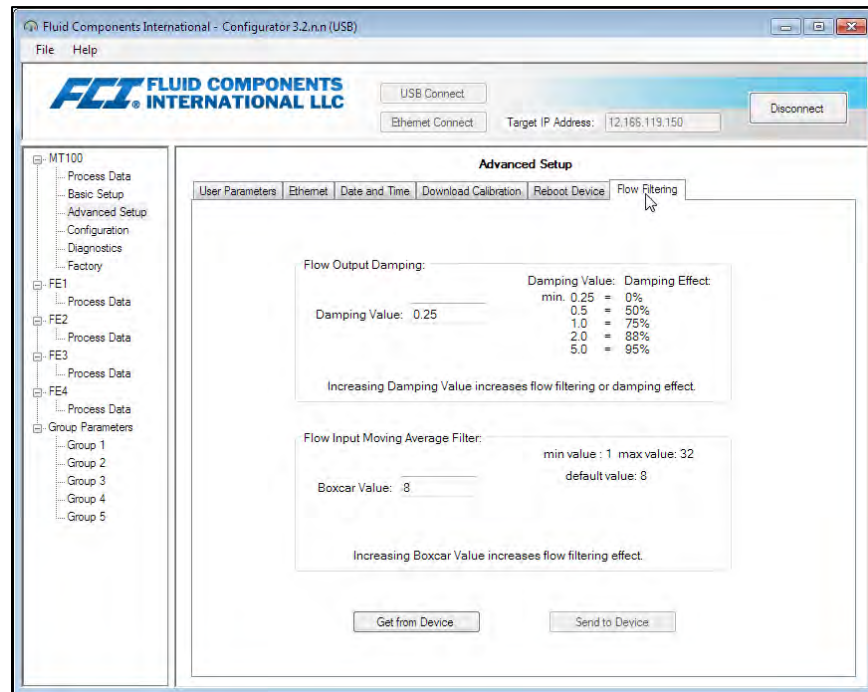 Fluid Components International - Configurator 3.2.n.n (USB)
File Help
FCI FLUID COMPONENTS
INTERNATIONAL LLC
USB Connect
Ethernet Connect
Target IP Address: 12.166.119.150
Disconnect
MT100
Process Data
Basic Setup
Advanced Setup
Configuration
Diagnostics
Factory
FE1
Process Data
FE2
Process Data
FE3
Process Data
FE4
Process Data
Group Parameters
Group 1
Group 2
Group 3
Group 4
Group 5
Advanced Setup
User Parameters Ethernet Date and Time Download Calibration Reboot Device Flow Filtering
Flow Output Damping:
Damping Value: 0.25
Damping Value: Damping Effect:
min. 0.25 = 0%
0.5 = 50%
1.0 = 75%
2.0 = 88%
5.0 = 95%
Increasing Damping Value increases flow filtering or damping effect.
Flow Input Moving Average Filter:
min value : 1 max value: 32
default value: 8
Boxcar Value: 8
Increasing Boxcar Value increases flow filtering effect.
Get from Device
Send to Device